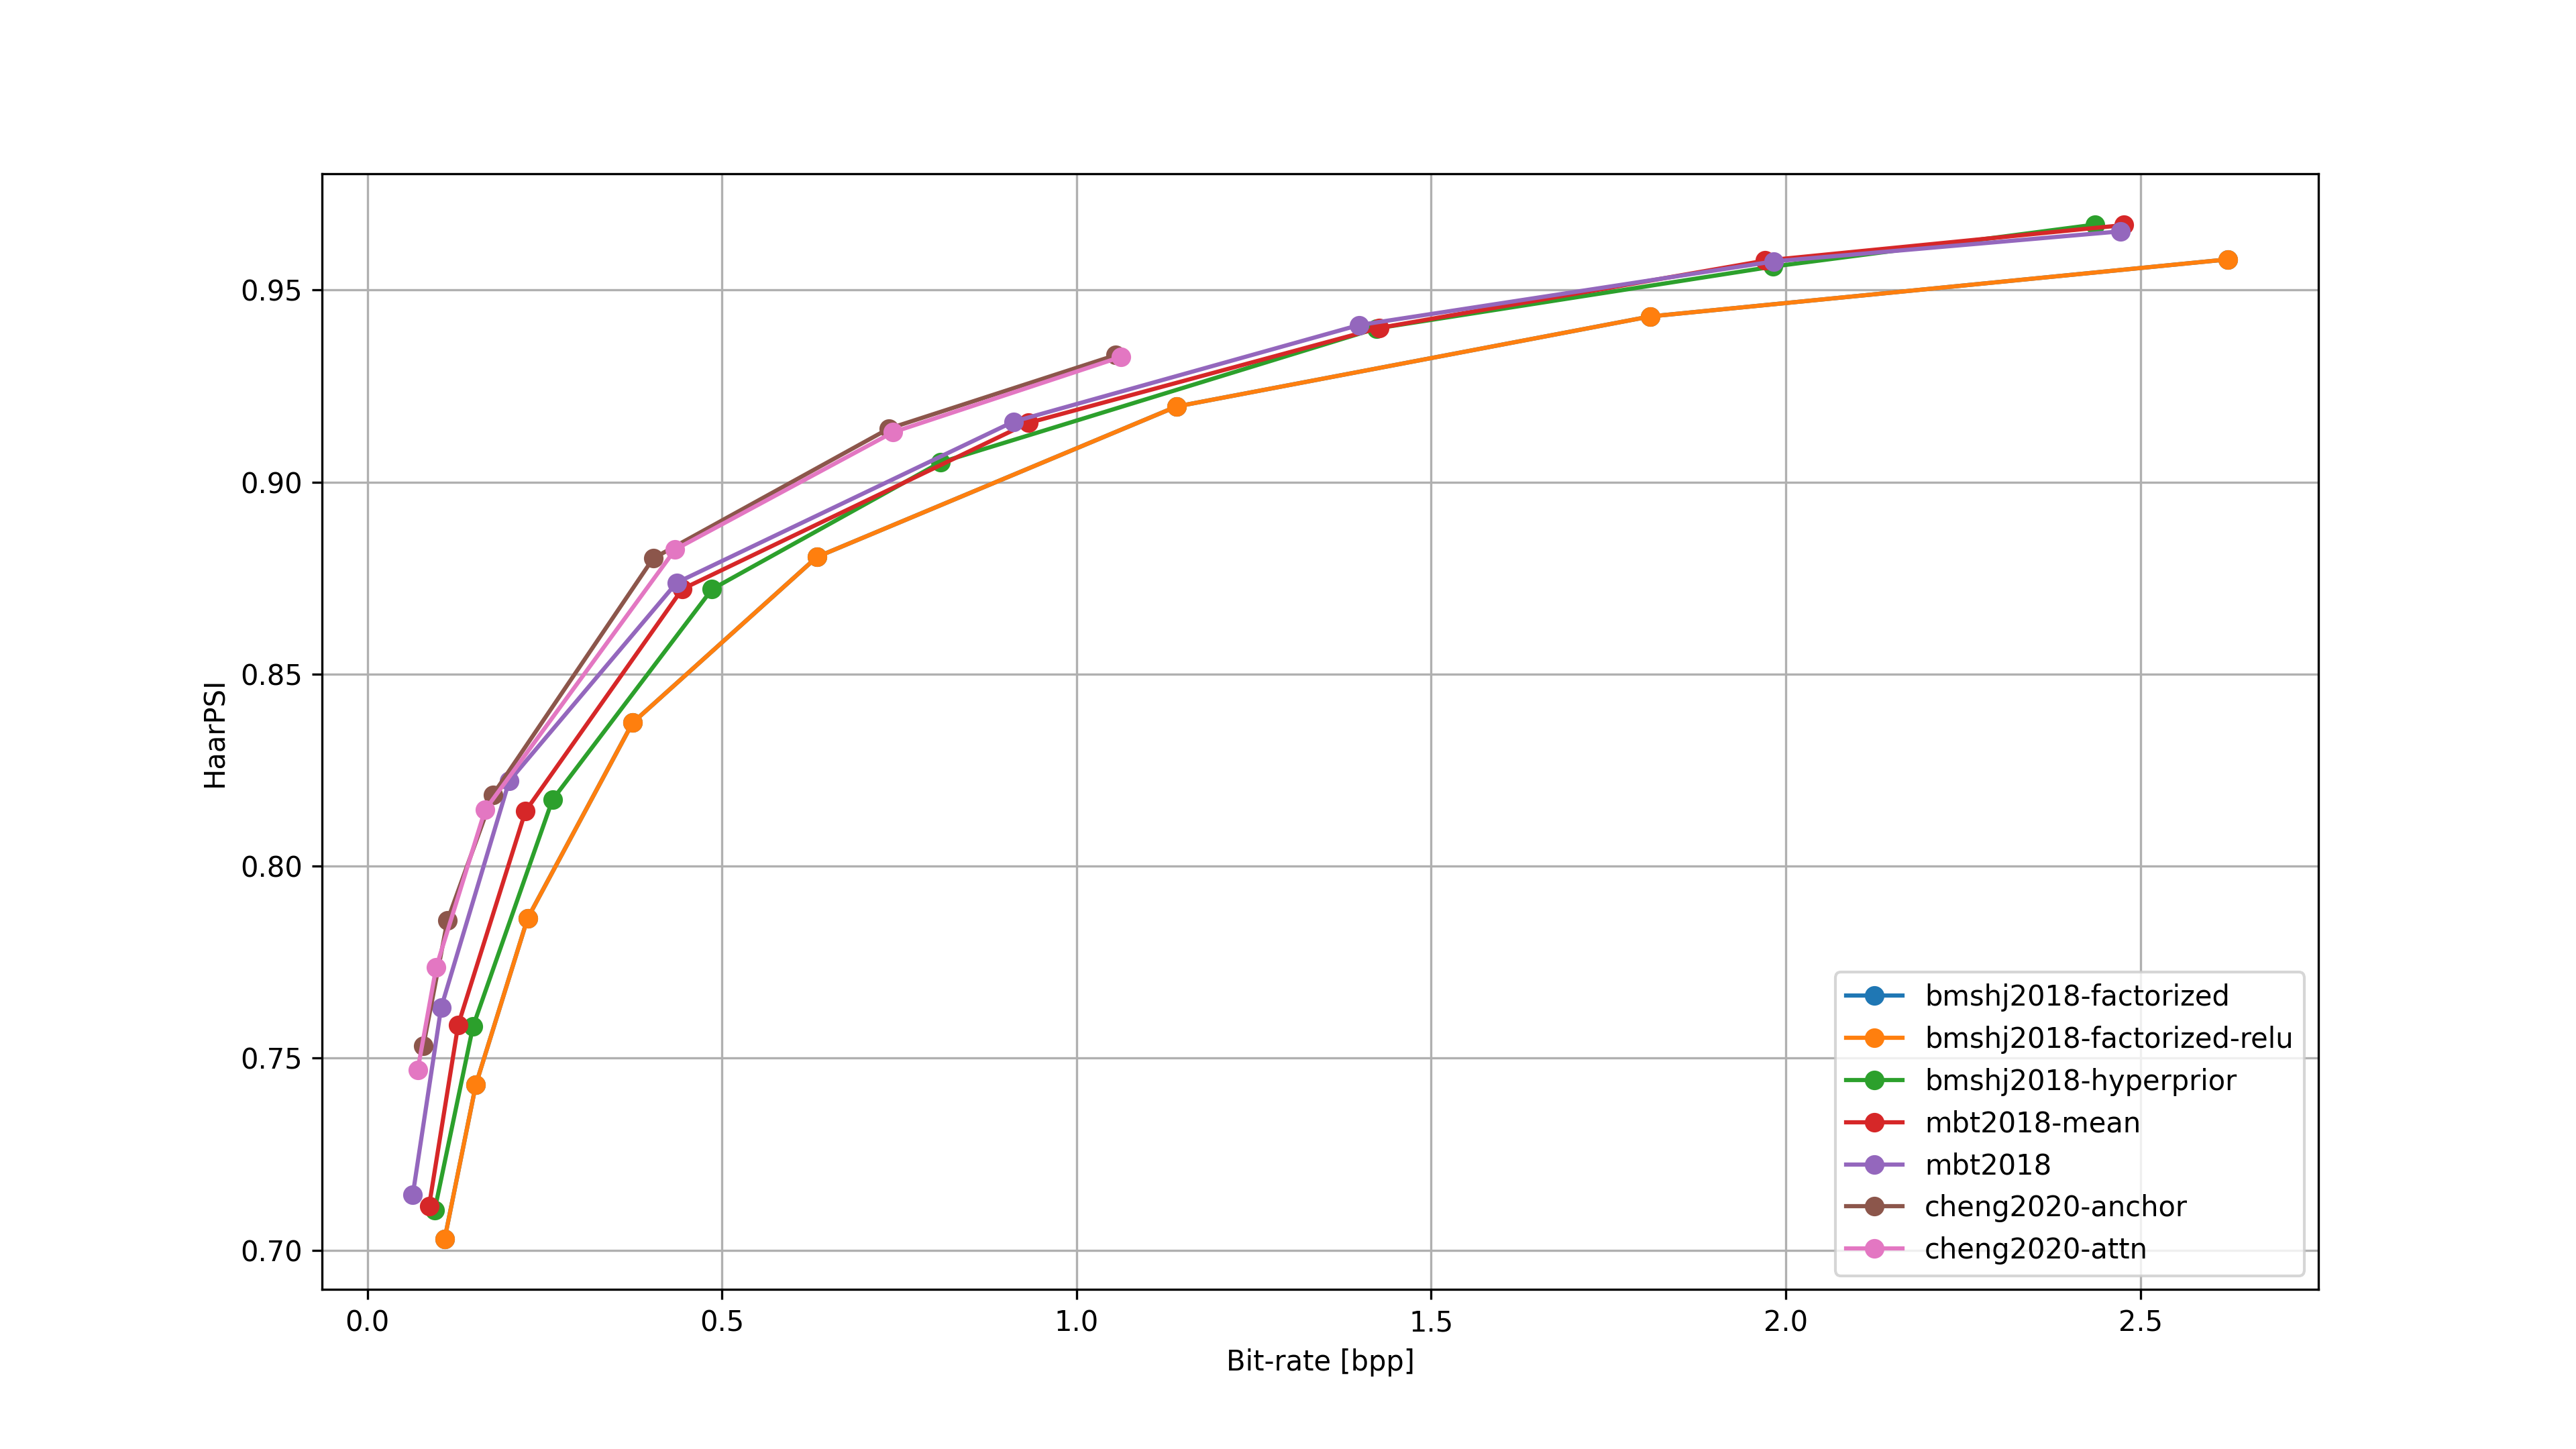 0.95
0.90
0.85
0.80
0.75
0.70
HaarPSI
0.0 0.5 1.0 1.5 2.0 2.5
Bit-rate [bpp]
bmshj2018-factorized
bmshj2018-factorized-relu
bmshj2018-hyperprior
mbt2018-mean
mbt2018
cheng2020-anchor
cheng2020-attn